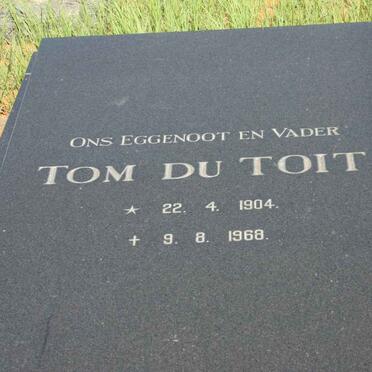 ONS EGGENOOT EN VADER
TOM DU TOIT
* 22. 4. 1904.
✝ 9. 8. 1968.